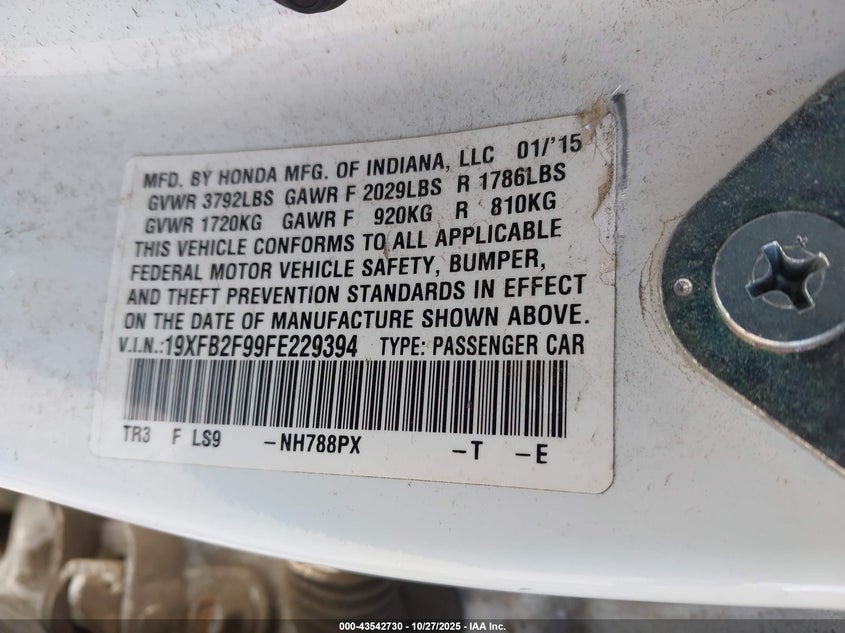 MFD. BY HONDA MFG. OF INDIANA, LLC 01/'15
GVWR 3792LBS GAWR F 2029LBS R 1786LBS
GVWR 1720KG GAWR F 920KG R 810KG
THIS VEHICLE CONFORMS TO ALL APPLICABLE
FEDERAL MOTOR VEHICLE SAFETY, BUMPER,
AND THEFT PREVENTION STANDARDS IN EFFECT
ON THE DATE OF MANUFACTURE SHOWN ABOVE.
V.I.N.:19XFB2F99FE229394 TYPE: PASSENGER CAR
TR3 F LS9 -NH788PX -T -E
000-43542730 - 10/27/2025 - IAA Inc.